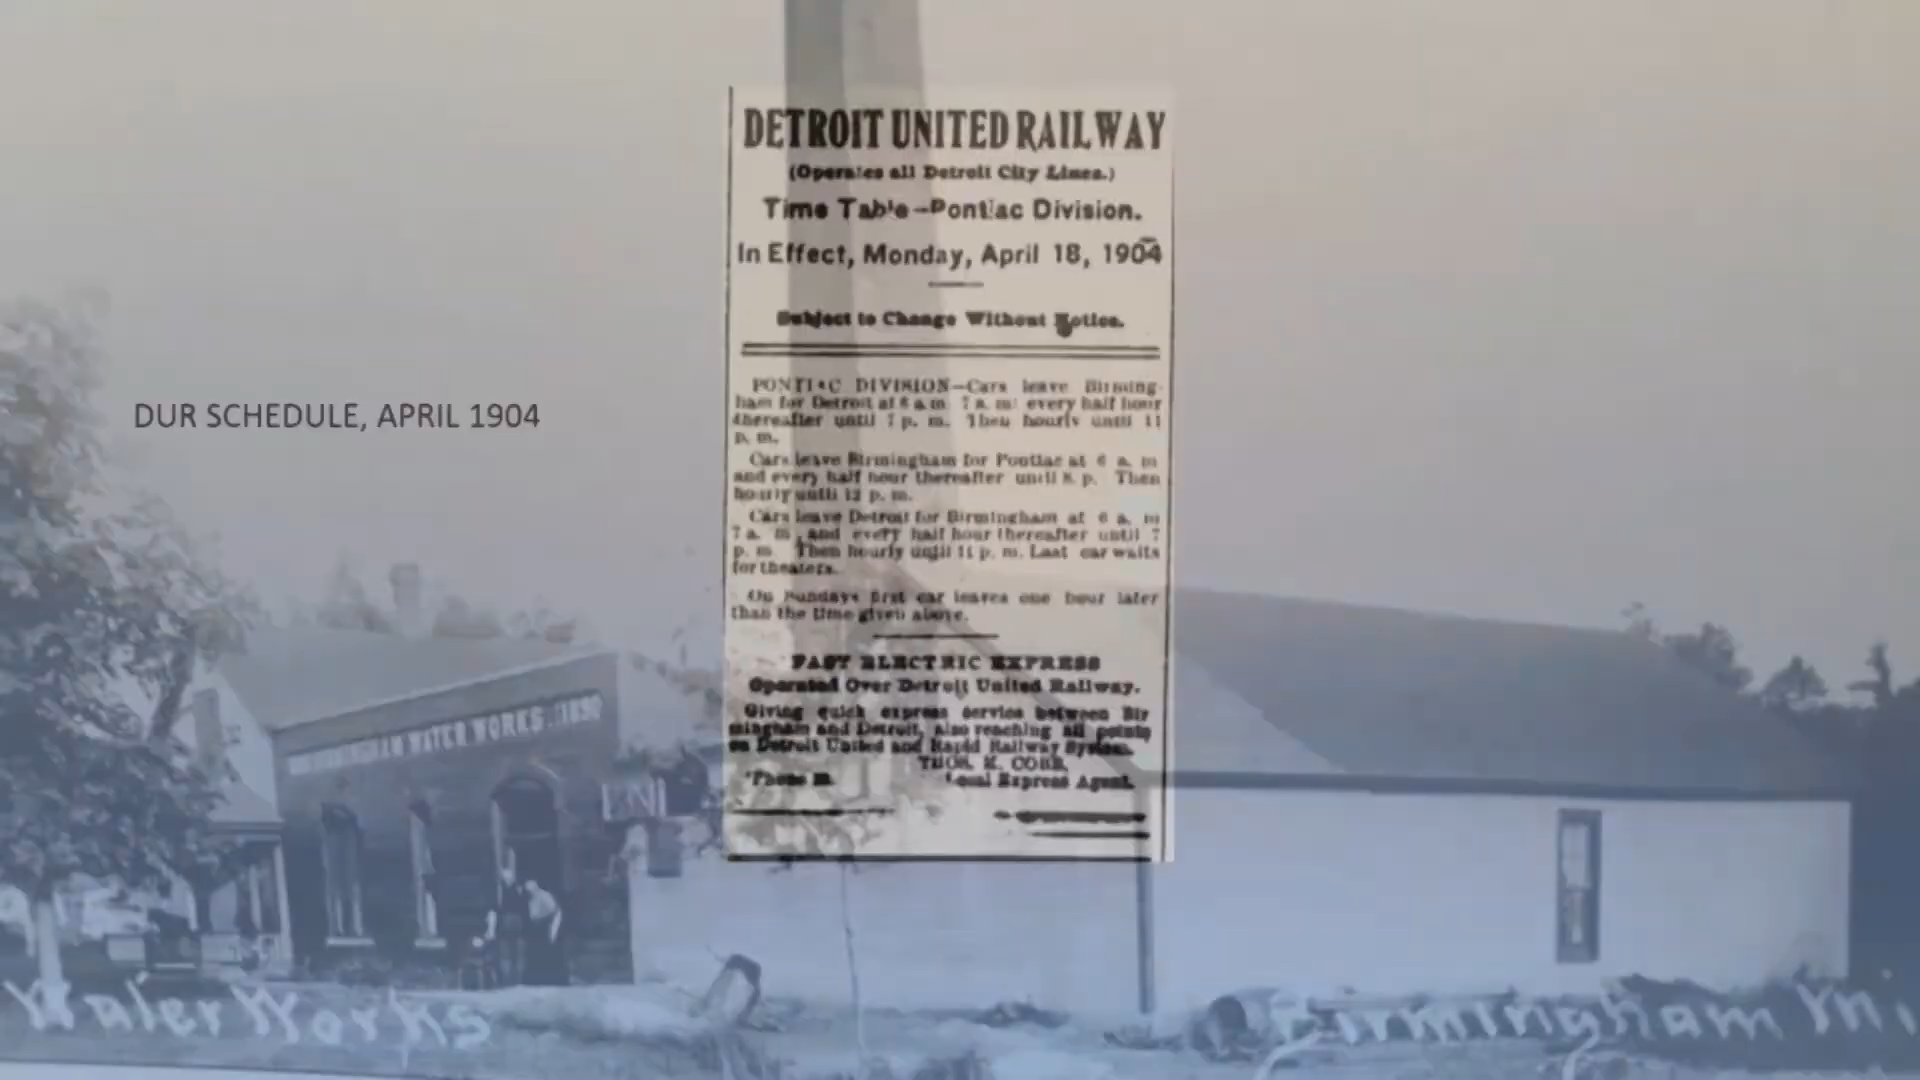 DETROIT UNITED RAILWAY
(Operates all Detroit City Lines.)
Time Table—Pontiac Division.
In Effect, Monday, April 18, 1904
Subject to Change Without Notice.
DUR SCHEDULE, APRIL 1904
PONTIAC DIVISION—Cars leave Birming-
ham for Detroit at 6 a. m. 7 a. m. every half hour
thereafter until 7 p. m. Then hourly until 11
p. m.
Cars leave Birmingham for Pontiac at 6 a. m
and every half hour thereafter until 8 p. Then
hourly until 12 p. m.
Cars leave Detroit for Birmingham at 6 a. m
7 a. m, and every half hour thereafter until 7
p. m. Then hourly until 11 p. m. Last car waits
for theaters.
On Sundays first car leaves one hour later
than the time given above.
FAST ELECTRIC EXPRESS
Operated Over Detroit United Railway.
Giving quick express service between Bir
mingham and Detroit, also reaching all points
on Detroit United and Rapid Railway System.
THOS. H. COBB,
'Phone Local Express Agent.
BIRMINGHAM WATER WORKS. 1890
Water Works
Birmingham Mi